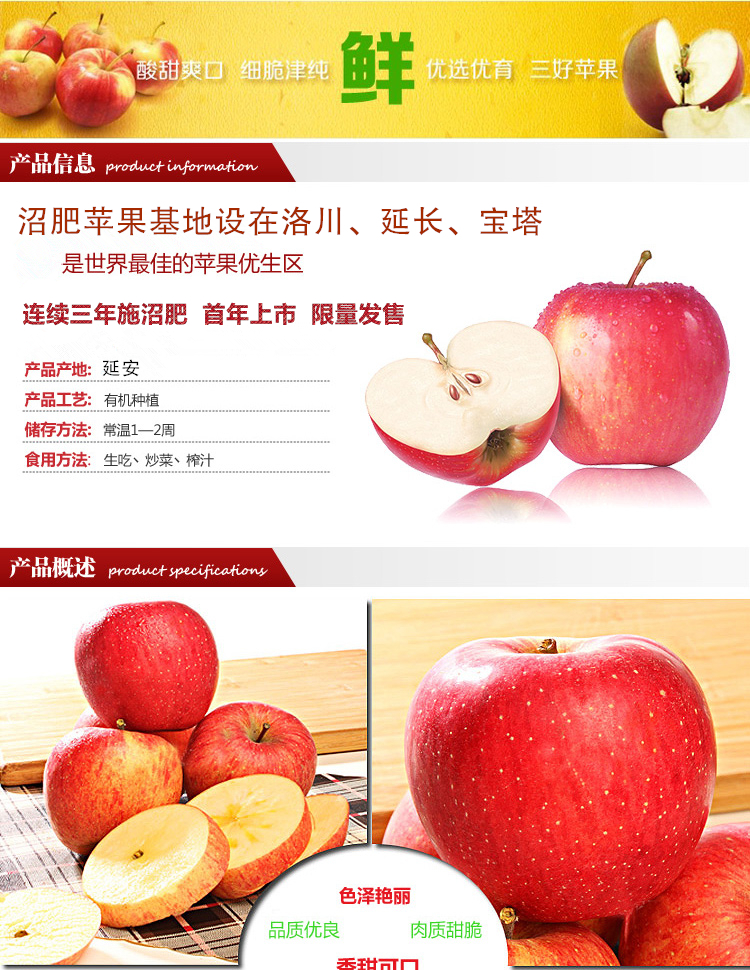 酸甜爽口 细脆津纯 鲜 优选优育 三好苹果
产品信息 product information
沼肥苹果基地设在洛川、延长、宝塔
是世界最佳的苹果优生区
连续三年施沼肥 首年上市 限量发售
产品产地: 延安
产品工艺: 有机种植
储存方法: 常温1—2周
食用方法: 生吃、炒菜、榨汁
产品概述 product specifications
色泽艳丽
品质优良 肉质甜脆
香甜可口